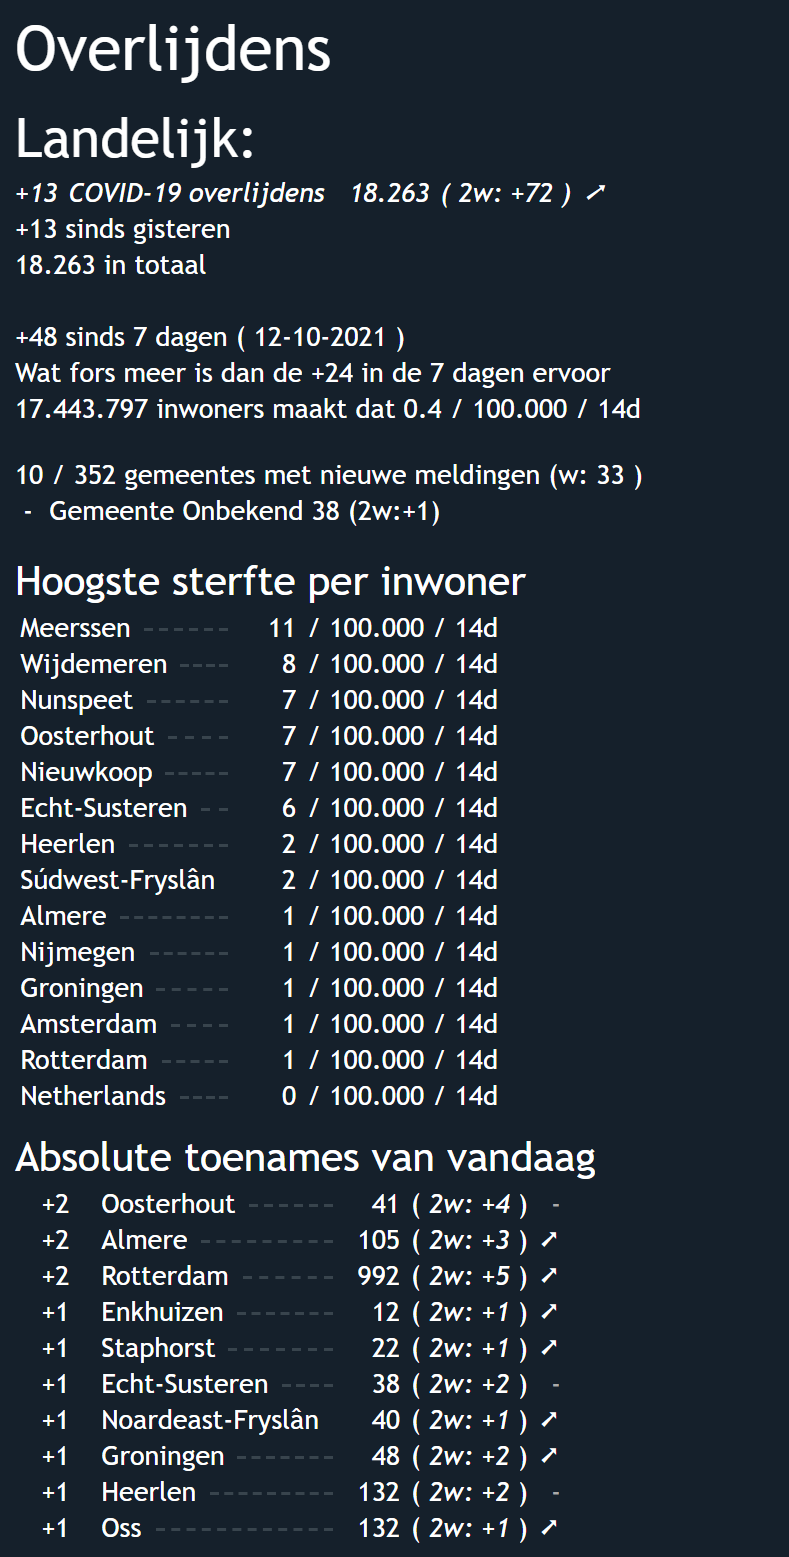 Overlijdens
Landelijk:
+13 COVID-19 overlijdens 18.263 ( 2w: +72 ) ➚
+13 sinds gisteren
18.263 in totaal
+48 sinds 7 dagen ( 12-10-2021 )
Wat fors meer is dan de +24 in de 7 dagen ervoor
17.443.797 inwoners maakt dat 0.4 / 100.000 / 14d
10 / 352 gemeentes met nieuwe meldingen (w: 33 )
- Gemeente Onbekend 38 (2w:+1)
Hoogste sterfte per inwoner
Meerssen ------ 11 / 100.000 / 14d
Wijdemeren ---- 8 / 100.000 / 14d
Nunspeet ------ 7 / 100.000 / 14d
Oosterhout ---- 7 / 100.000 / 14d
Nieuwkoop ----- 7 / 100.000 / 14d
Echt-Susteren -- 6 / 100.000 / 14d
Heerlen ------- 2 / 100.000 / 14d
Súdwest-Fryslân 2 / 100.000 / 14d
Almere -------- 1 / 100.000 / 14d
Nijmegen ------ 1 / 100.000 / 14d
Groningen ----- 1 / 100.000 / 14d
Amsterdam ---- 1 / 100.000 / 14d
Rotterdam ----- 1 / 100.000 / 14d
Netherlands ---- 0 / 100.000 / 14d
Absolute toenames van vandaag
+2 Oosterhout ------ 41 ( 2w: +4 ) -
+2 Almere --------- 105 ( 2w: +3 ) ➚
+2 Rotterdam ------ 992 ( 2w: +5 ) ➚
+1 Enkhuizen ------- 12 ( 2w: +1 ) ➚
+1 Staphorst ------- 22 ( 2w: +1 ) ➚
+1 Echt-Susteren ---- 38 ( 2w: +2 ) -
+1 Noardeast-Fryslân 40 ( 2w: +1 ) ➚
+1 Groningen ------- 48 ( 2w: +2 ) ➚
+1 Heerlen --------- 132 ( 2w: +2 ) -
+1 Oss ------------ 132 ( 2w: +1 ) ➚